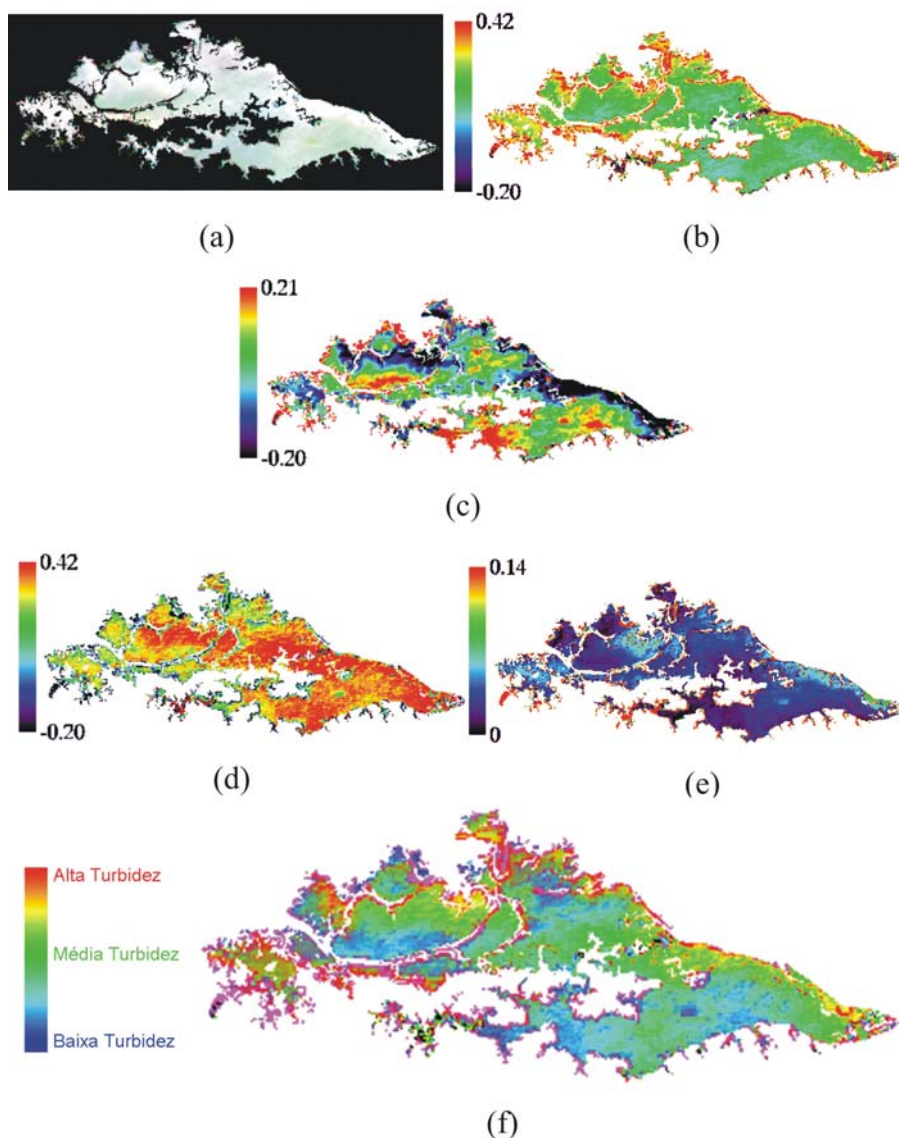 0.42
-0.20
(a)
(b)
0.21
-0.20
(c)
0.42
-0.20
0.14
0
(d)
(e)
Alta Turbidez
Média Turbidez
Baixa Turbidez
(f)